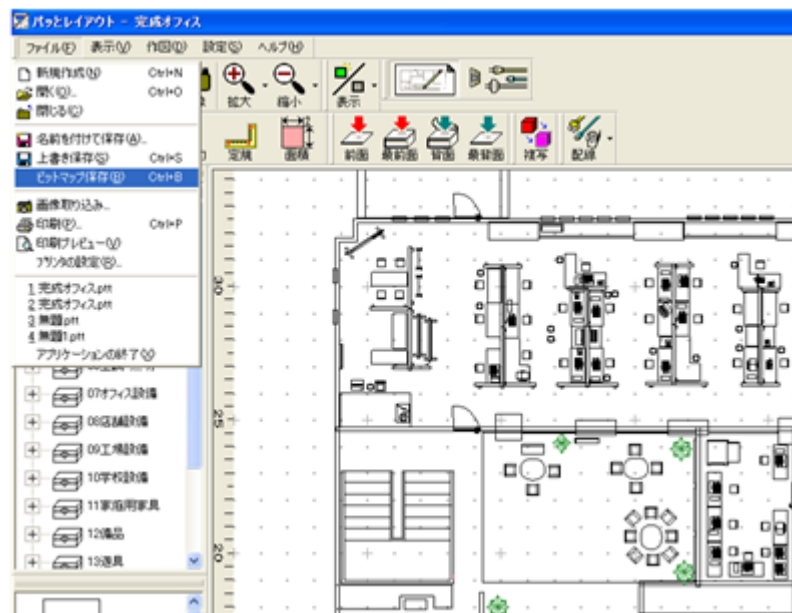 パッとレイアウト - 完成オフィス
ファイル(F) 表示(V) 作図(D) 設定(S) ヘルプ(H)
新規作成(N) Ctrl+N
開く(O)... Ctrl+O
閉じる(C)
名前を付けて保存(A)...
上書き保存(S) Ctrl+S
ビットマップ保存(B) Ctrl+B
画像取り込み...
印刷(P)... Ctrl+P
印刷プレビュー(V)
プリンタの設定(R)...
1 完成オフィス.ptt
2 完成オフィス.ptt
3 無題.ptt
4 無題1.ptt
アプリケーションの終了(X)
拡大 縮小 表示
定規 面積 前面 最前面 背面 最背面 複写 配線
07オフィス設備
08店舗設備
09工場設備
10学校設備
11家庭用家具
12備品
13遊具
30
25
20